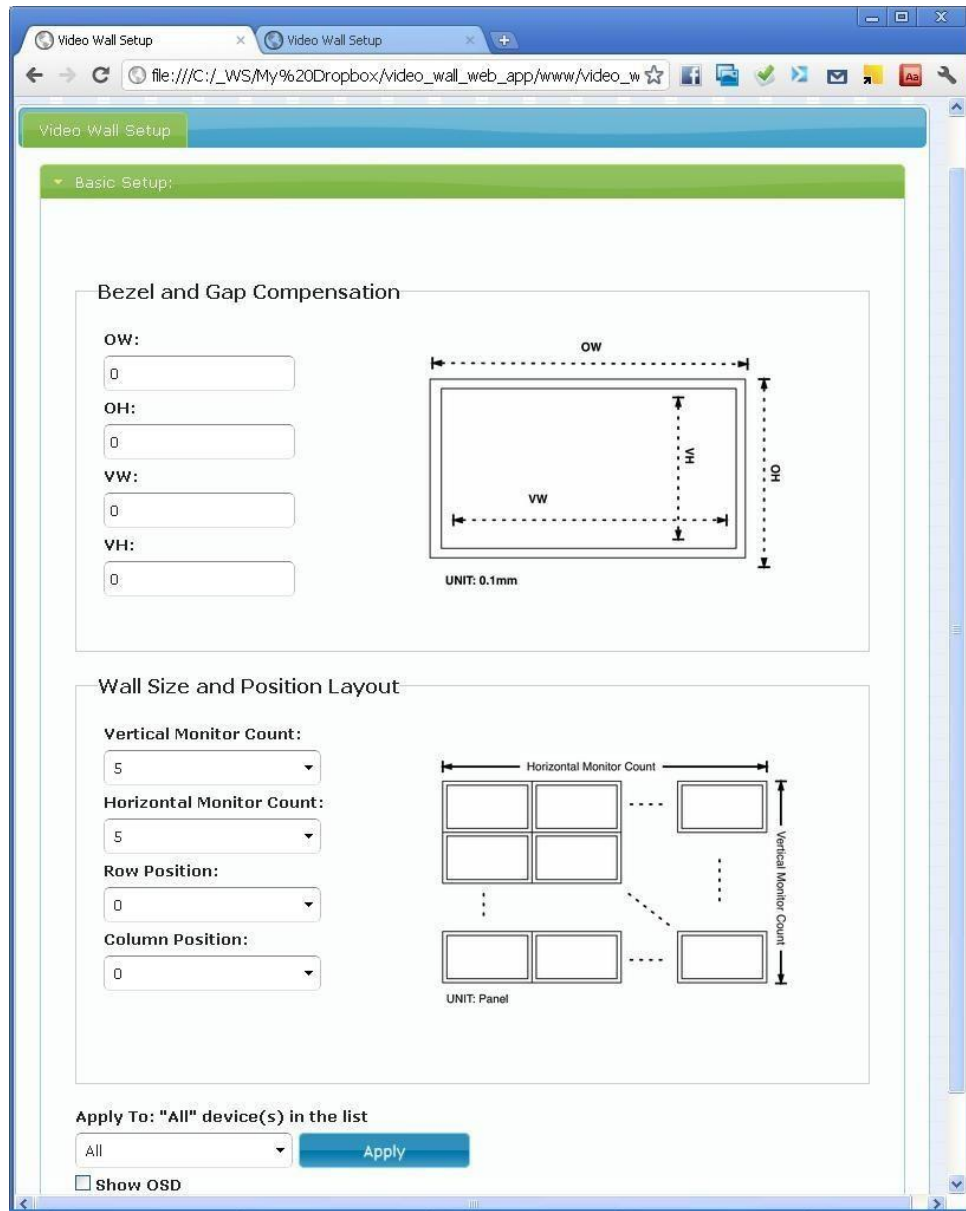 Video Wall Setup
Video Wall Setup
file:///C:/_WS/My%20Dropbox/video_wall_web_app/www/video_w
Video Wall Setup
Basic Setup:
Bezel and Gap Compensation
OW:
0
OH:
0
VW:
0
VH:
0
OW
VH
OH
VW
UNIT: 0.1mm
Wall Size and Position Layout
Vertical Monitor Count:
5
Horizontal Monitor Count:
5
Row Position:
0
Column Position:
0
Horizontal Monitor Count
Vertical Monitor Count
UNIT: Panel
Apply To: "All" device(s) in the list
All
Apply
Show OSD